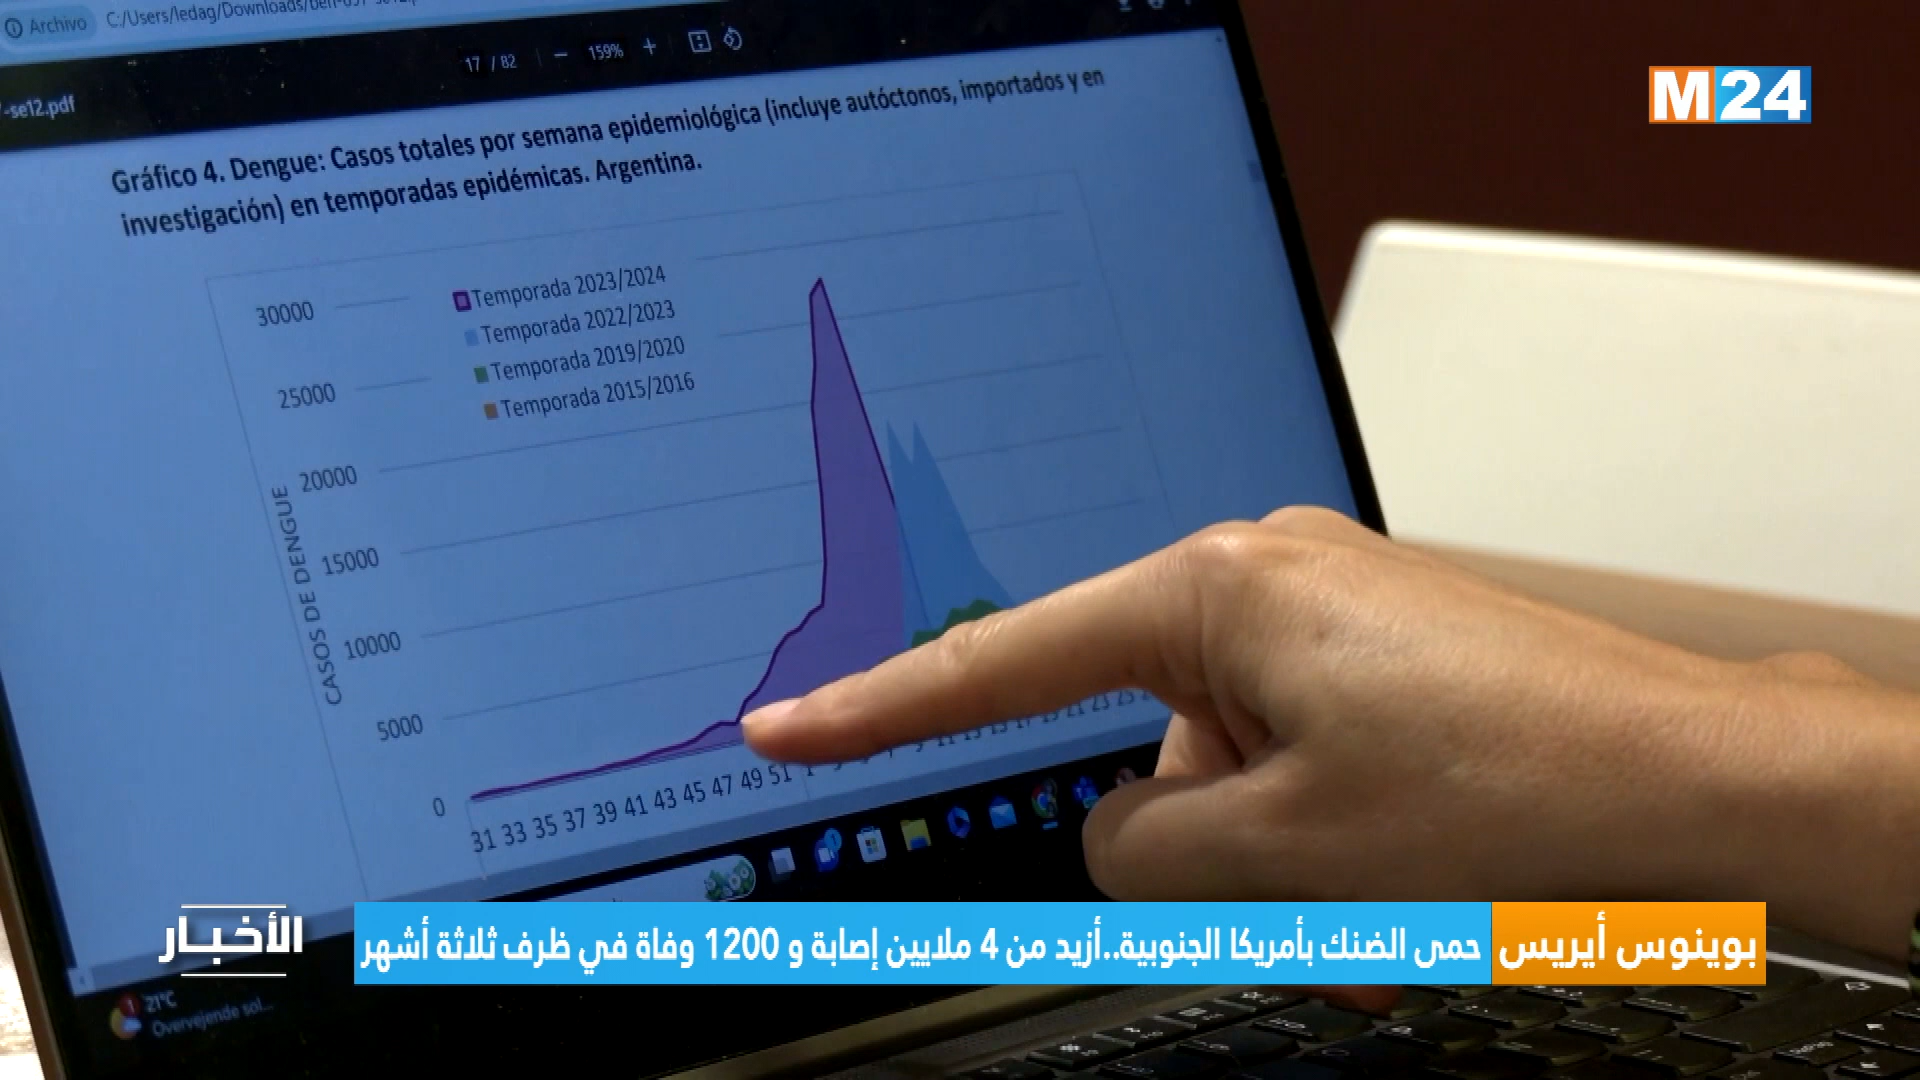 Archivo C:/Users/ledag/Downloads/
17 / 82 159%
-se12.pdf
M24
Gráfico 4. Dengue: Casos totales por semana epidemiológica (incluye autóctonos, importados y en
investigación) en temporadas epidémicas. Argentina.
Temporada 2023/2024
Temporada 2022/2023
Temporada 2019/2020
Temporada 2015/2016
30000
25000
20000
15000
10000
5000
0
CASOS DE DENGUE
31 33 35 37 39 41 43 45 47 49 51
21°C
Overvejende sol...
الأخبار
بوينوس أيريس
حمى الضنك بأمريكا الجنوبية..أزيد من 4 ملايين إصابة و 1200 وفاة في ظرف ثلاثة أشهر